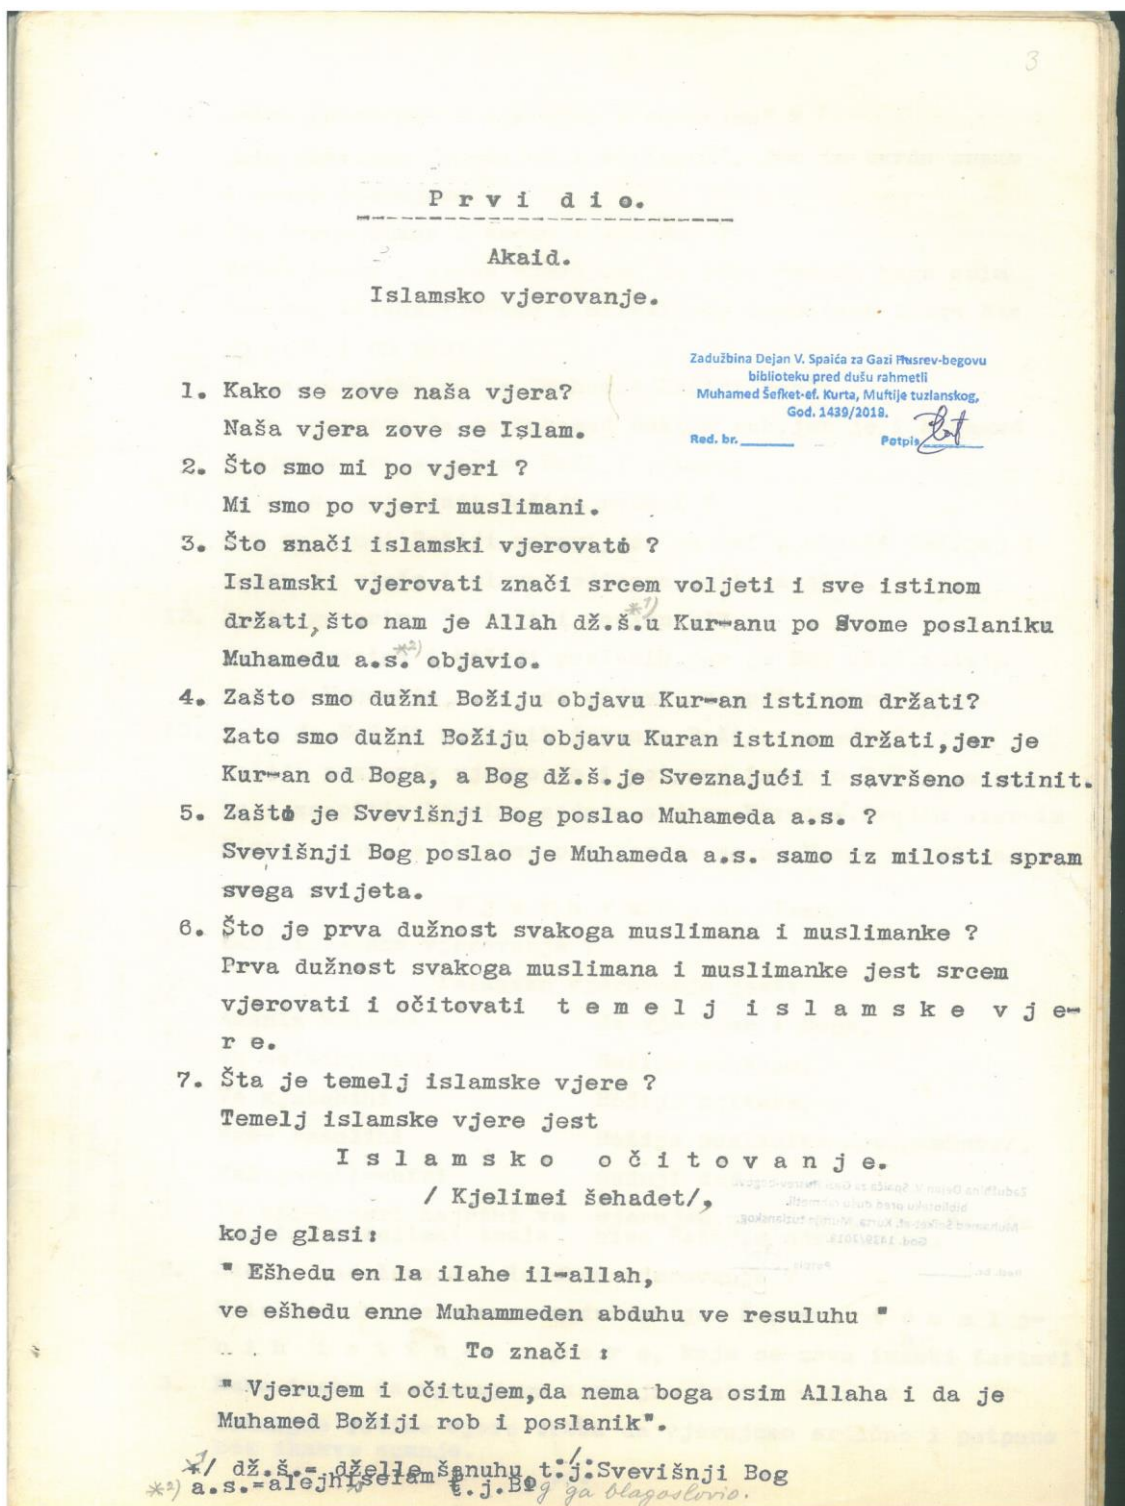 3
P r v i  d i o.
Akaid.
Islamsko vjerovanje.
Zadužbina Dejan V. Spaića za Gazi Husrev-begovu
biblioteku pred dušu rahmetli
Muhamed Šefket-ef. Kurta, Muftije tuzlanskog,
God. 1439/2018.
Red. br. Potpis
1. Kako se zove naša vjera?
Naša vjera zove se Islam.
2. Što smo mi po vjeri ?
Mi smo po vjeri muslimani.
3. Što znači islamski vjerovati ?
Islamski vjerovati znači srcem voljeti i sve istinom
držati, što nam je Allah dž.š.*1) u Kur-anu po Svome poslaniku
Muhamedu a.s.*2) objavio.
4. Zašto smo dužni Božiju objavu Kur-an istinom držati?
Zato smo dužni Božiju objavu Kuran istinom držati,jer je
Kur-an od Boga, a Bog dž.š.je Sveznajući i savršeno istinit.
5. Zašto je Svevišnji Bog poslao Muhameda a.s. ?
Svevišnji Bog poslao je Muhameda a.s. samo iz milosti spram
svega svijeta.
6. Što je prva dužnost svakoga muslimana i muslimanke ?
Prva dužnost svakoga muslimana i muslimanke jest srcem
vjerovati i očitovati t e m e l j  i s l a m s k e  v j e-
r e.
7. Šta je temelj islamske vjere ?
Temelj islamske vjere jest
I s l a m s k o  o č i t o v a n j e.
/ Kjelimei šehadet/,
koje glasi:
" Ešhedu en la ilahe il-allah,
ve ešhedu enne Muhammeden abduhu ve resuluhu "
To znači :
" Vjerujem i očitujem,da nema boga osim Allaha i da je
Muhamed Božiji rob i poslanik".
*1/ dž.š.= dželle šanuhu t:j:Svevišnji Bog
*2) a.s.=alejhiselam t.j.Bog ga blagoslovio.